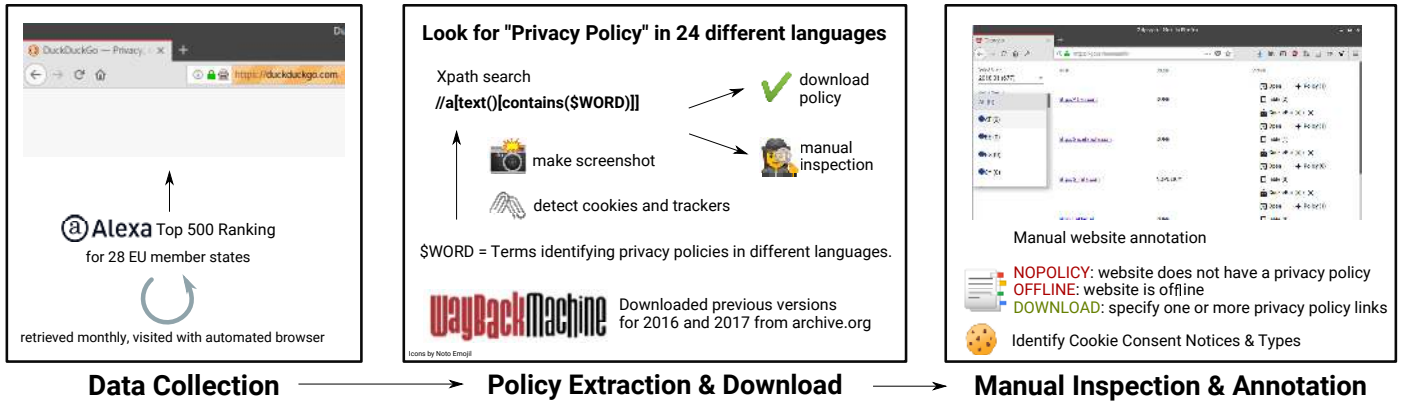 DuckDuckGo — Privacy,
https://duckduckgo.com
@ Alexa Top 500 Ranking
for 28 EU member states
retrieved monthly, visited with automated browser
Data Collection
Look for "Privacy Policy" in 24 different languages
Xpath search
//a[text()[contains($WORD)]]
download
policy
make screenshot
manual
inspection
detect cookies and trackers
$WORD = Terms identifying privacy policies in different languages.
WayBackMachine
Downloaded previous versions
for 2016 and 2017 from archive.org
Icons by Noto Emojil
Policy Extraction & Download
Manual website annotation
NOPOLICY: website does not have a privacy policy
OFFLINE: website is offline
DOWNLOAD: specify one or more privacy policy links
Identify Cookie Consent Notices & Types
Manual Inspection & Annotation